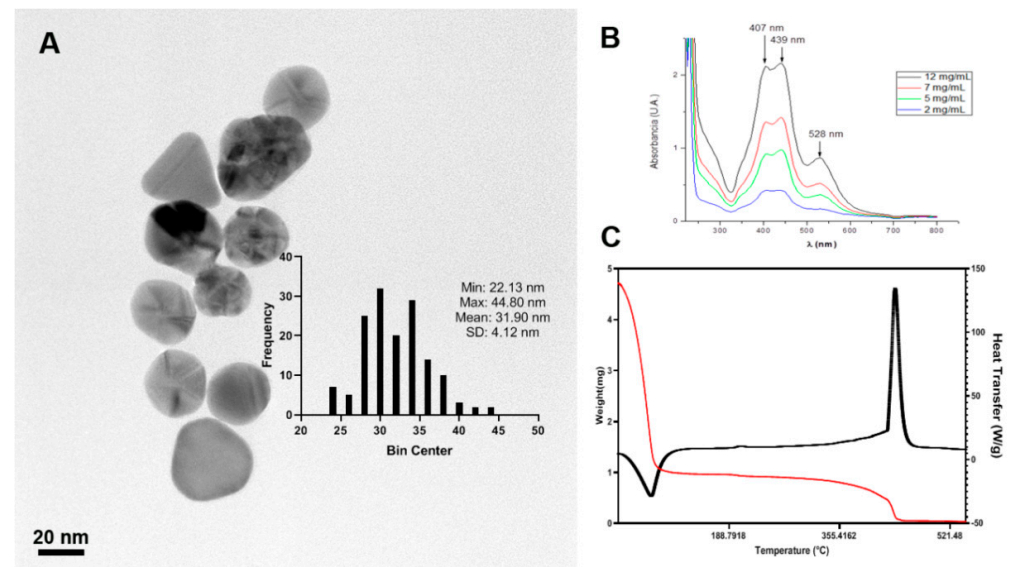 A
20 nm
40
30
20
10
0
20 25 30 35 40 45 50
Frequency
Bin Center
Min: 22.13 nm
Max: 44.80 nm
Mean: 31.90 nm
SD: 4.12 nm
B
407 nm
439 nm
528 nm
12 mg/mL
7 mg/mL
5 mg/mL
2 mg/mL
Absorbancia (U.A.)
2
1
0
300 400 500 600 700 800
λ (nm)
C
5
4
3
2
1
0
Weight(mg)
150
100
50
0
-50
Heat Transfer (W/g)
188.7918 355.4162 521.48
Temperature (°C)